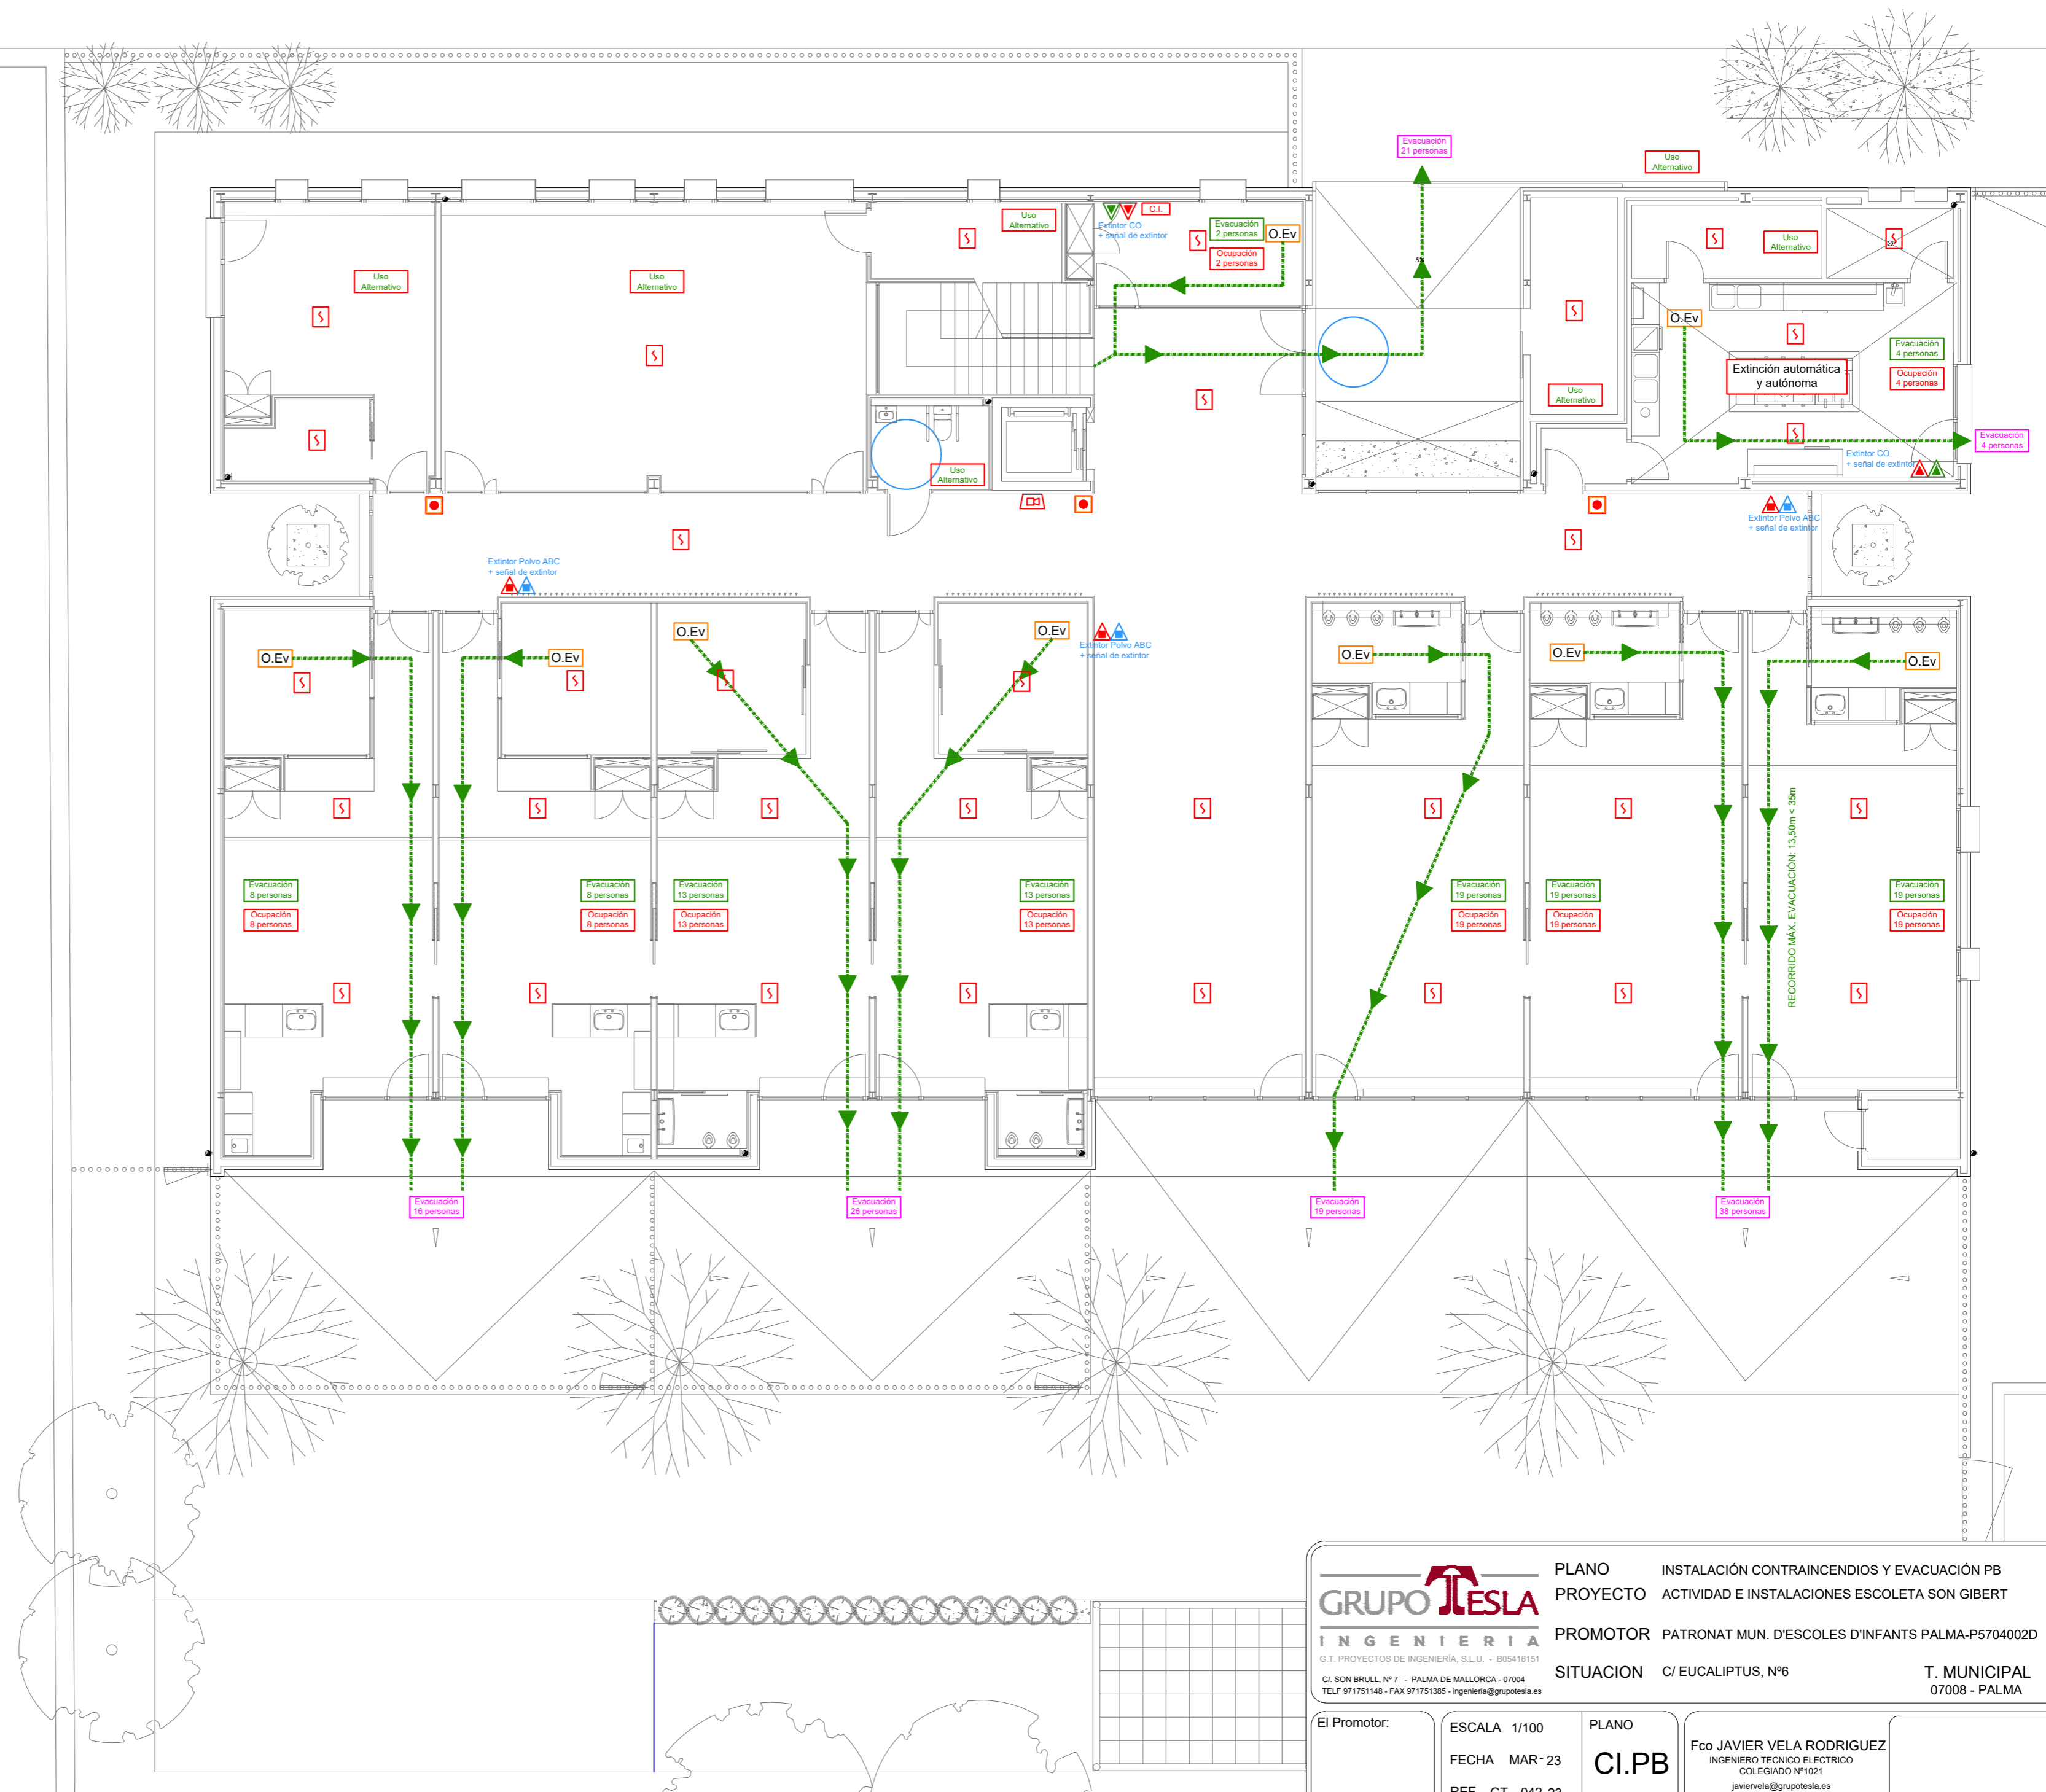 Evacuación
21 personas
Uso
Alternativo
C.I.
Extintor CO
+ señal de extintor
Evacuación
2 personas
O.Ev
Ocupación
2 personas
Uso
Alternativo
Uso
Alternativo
Uso
Alternativo
Uso
Alternativo
O.Ev
Evacuación
4 personas
Extinción automática
y autónoma
Ocupación
4 personas
Uso
Alternativo
Uso
Alternativo
Evacuación
4 personas
Extintor CO
+ señal de extintor
Extintor Polvo ABC
+ señal de extintor
Extintor Polvo ABC
+ señal de extintor
Extintor Polvo ABC
+ señal de extintor
O.Ev
O.Ev
O.Ev
O.Ev
O.Ev
O.Ev
O.Ev
RECORRIDO MÁX. EVACUACIÓN: 13,50m < 35m
Evacuación
8 personas
Ocupación
8 personas
Evacuación
8 personas
Ocupación
8 personas
Evacuación
13 personas
Ocupación
13 personas
Evacuación
13 personas
Ocupación
13 personas
Evacuación
19 personas
Ocupación
19 personas
Evacuación
19 personas
Ocupación
19 personas
Evacuación
19 personas
Ocupación
19 personas
Evacuación
16 personas
Evacuación
26 personas
Evacuación
19 personas
Evacuación
38 personas
GRUPO TESLA
INGENIERIA
G.T. PROYECTOS DE INGENIERÍA, S.L.U. - B05416151
C/. SON BRULL, Nº 7 - PALMA DE MALLORCA - 07004
TELF 971751148 - FAX 971751385 - ingenieria@grupotesla.es
PLANO INSTALACIÓN CONTRAINCENDIOS Y EVACUACIÓN PB
PROYECTO ACTIVIDAD E INSTALACIONES ESCOLETA SON GIBERT
PROMOTOR PATRONAT MUN. D'ESCOLES D'INFANTS PALMA-P5704002D
SITUACION C/ EUCALIPTUS, Nº6
T. MUNICIPAL
07008 - PALMA
El Promotor:
ESCALA 1/100
FECHA MAR-23
PLANO
CI.PB
Fco JAVIER VELA RODRIGUEZ
INGENIERO TECNICO ELECTRICO
COLEGIADO Nº1021
javiervela@grupotesla.es